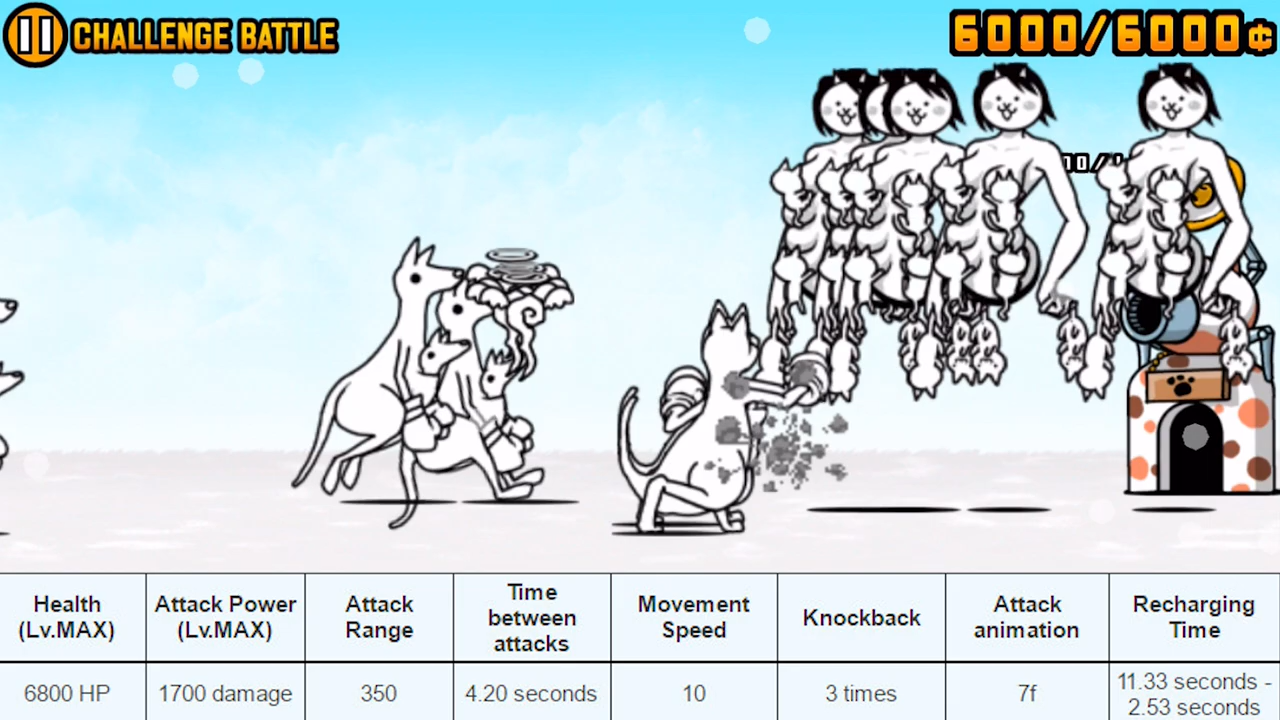 CHALLENGE BATTLE
6000/6000¢
Health
(Lv.MAX)
Attack Power
(Lv.MAX)
Attack
Range
Time
between
attacks
Movement
Speed
Knockback
Attack
animation
Recharging
Time
6800 HP
1700 damage
350
4.20 seconds
10
3 times
7f
11.33 seconds -
2.53 seconds